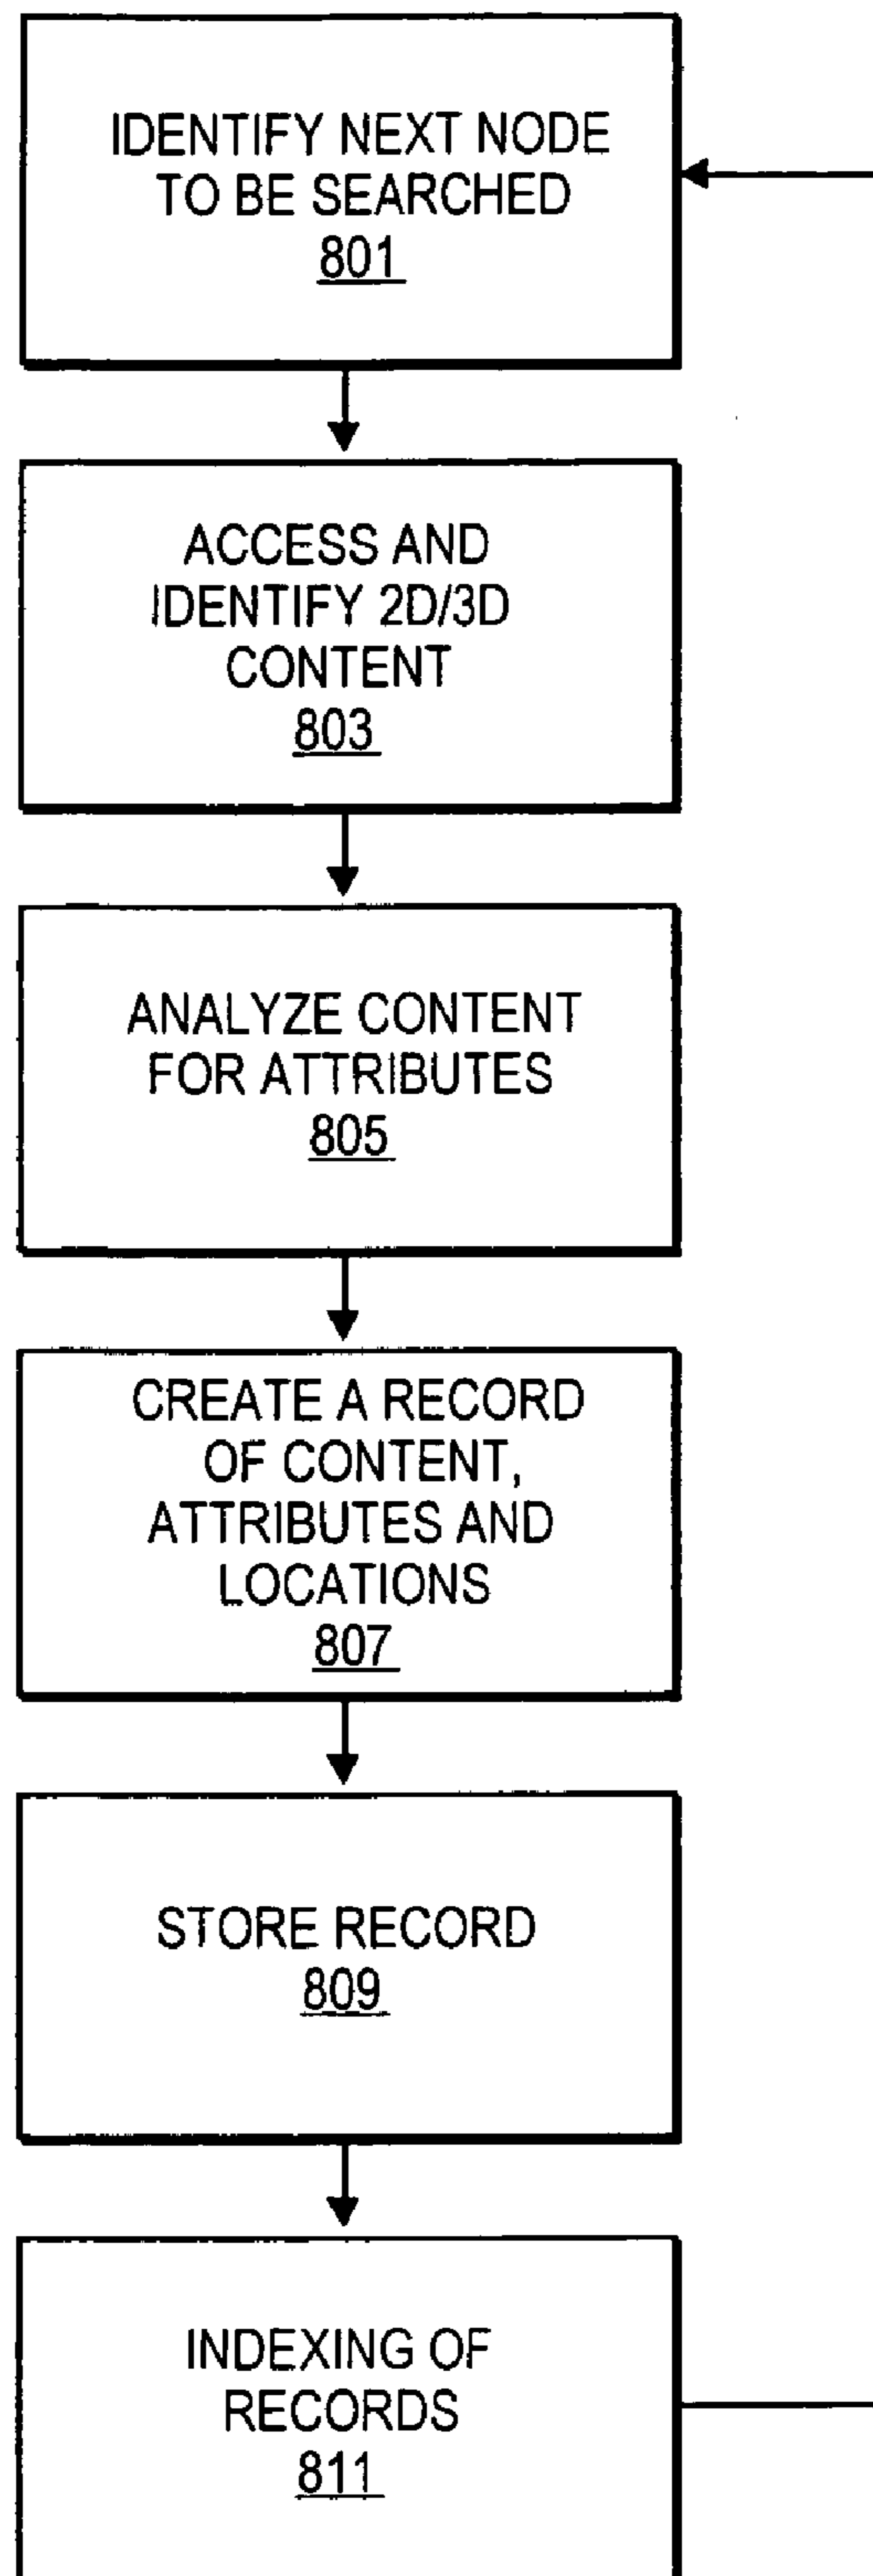 IDENTIFY NEXT NODE
TO BE SEARCHED
801
ACCESS AND
IDENTIFY 2D/3D
CONTENT
803
ANALYZE CONTENT
FOR ATTRIBUTES
805
CREATE A RECORD
OF CONTENT,
ATTRIBUTES AND
LOCATIONS
807
STORE RECORD
809
INDEXING OF
RECORDS
811